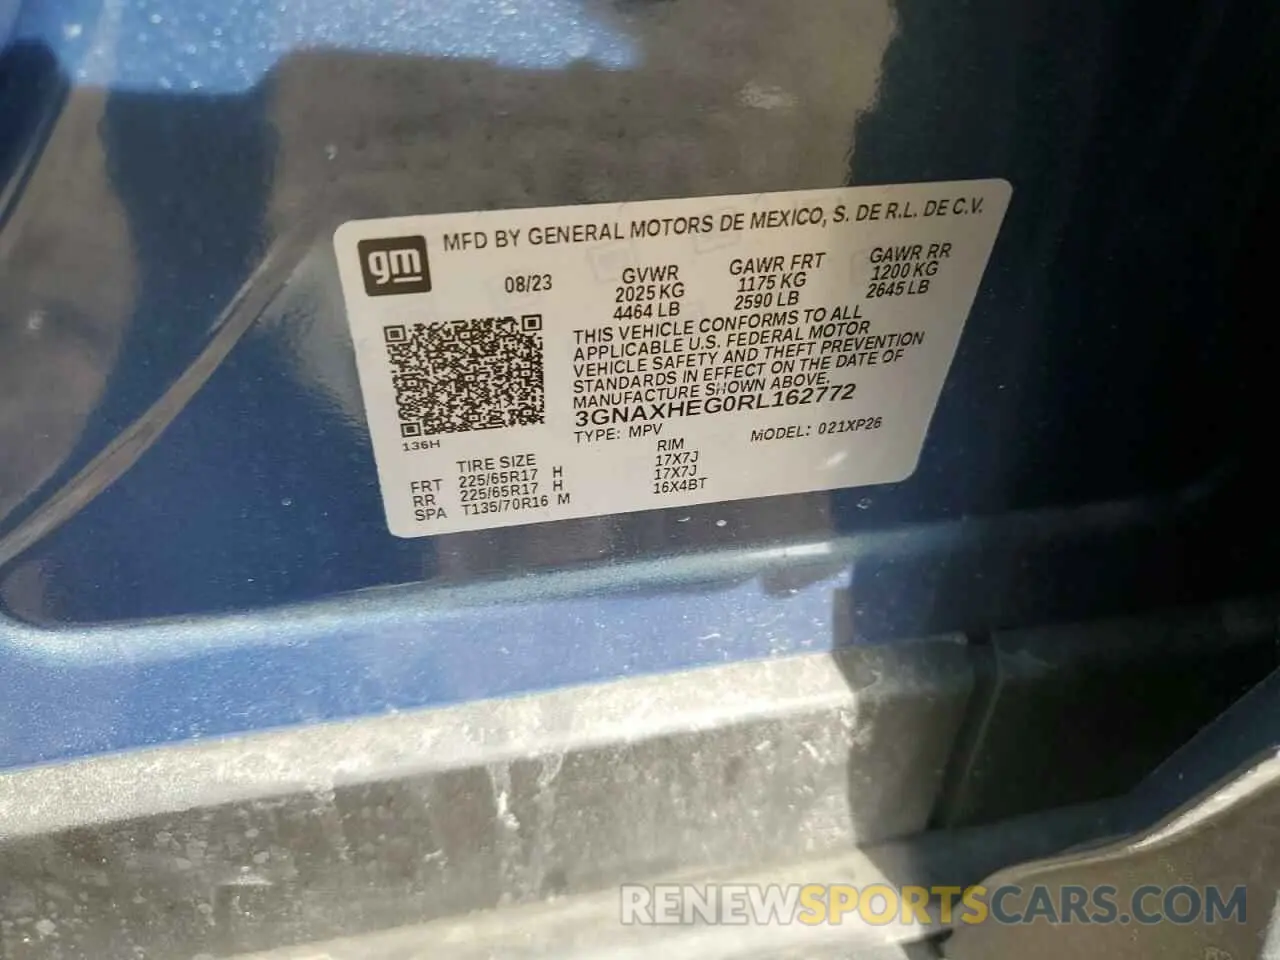 gm
MFD BY GENERAL MOTORS DE MEXICO, S. DE R.L. DE C.V.
08/23 GVWR GAWR FRT GAWR RR
2025 KG 1175 KG 1200 KG
4464 LB 2590 LB 2645 LB
THIS VEHICLE CONFORMS TO ALL
APPLICABLE U.S. FEDERAL MOTOR
VEHICLE SAFETY AND THEFT PREVENTION
STANDARDS IN EFFECT ON THE DATE OF
MANUFACTURE SHOWN ABOVE.
3GNAXHEG0RL162772
TYPE: MPV MODEL: 021XP26
136H
TIRE SIZE RIM
FRT 225/65R17 H 17X7J
RR 225/65R17 H 17X7J
SPA T135/70R16 M 16X4BT
RENEWSPORTSCARS.COM